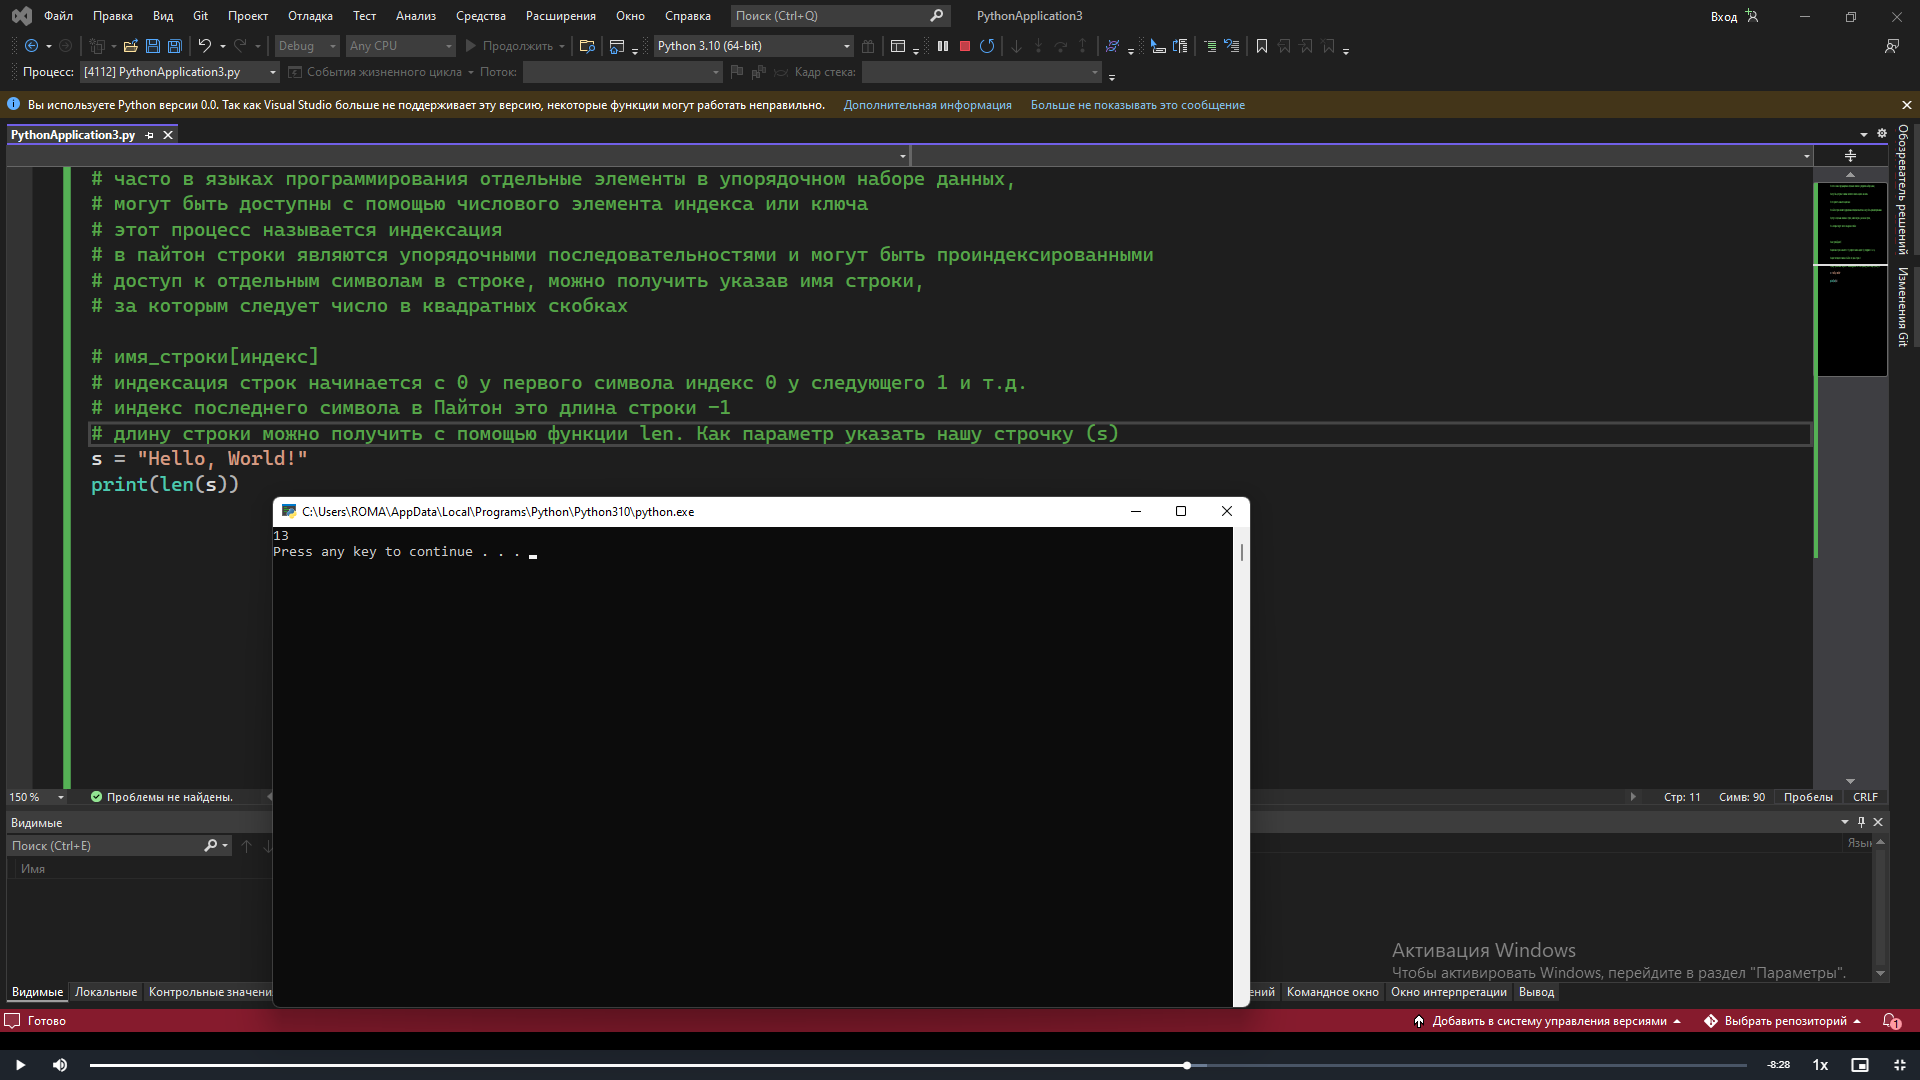 Файл Правка Вид Git Проект Отладка Тест Анализ Средства Расширения Окно Справка Поиск (Ctrl+Q) PythonApplication3 Вход
Debug Any CPU Продолжить Python 3.10 (64-bit)
Процесс: [4112] PythonApplication3.py События жизненного цикла Поток: Кадр стека:
Вы используете Python версии 0.0. Так как Visual Studio больше не поддерживает эту версию, некоторые функции могут работать неправильно. Дополнительная информация Больше не показывать это сообщение
PythonApplication3.py
Обозреватель решений
Изменения Git
# часто в языках программирования отдельные элементы в упорядочном наборе данных,
# могут быть доступны с помощью числового элемента индекса или ключа
# этот процесс называется индексация
# в пайтон строки являются упорядочными последовательностями и могут быть проиндексированными
# доступ к отдельным символам в строке, можно получить указав имя строки,
# за которым следует число в квадратных скобках
# имя_строки[индекс]
# индексация строк начинается с 0 у первого символа индекс 0 у следующего 1 и т.д.
# индекс последнего символа в Пайтон это длина строки -1
# длину строки можно получить с помощью функции len. Как параметр указать нашу строчку (s)
s = "Hello, World!"
print(len(s))
C:\Users\ROMA\AppData\Local\Programs\Python\Python310\python.exe
13
Press any key to continue . . .
150 % Проблемы не найдены. Стр: 11 Симв: 90 Пробелы CRLF
Видимые
Поиск (Ctrl+E)
Имя
Язык
Активация Windows
Чтобы активировать Windows, перейдите в раздел "Параметры".
Видимые Локальные Контрольные значени ений Командное окно Окно интерпретации Вывод
Готово Добавить в систему управления версиями Выбрать репозиторий 1
-8:28 1x